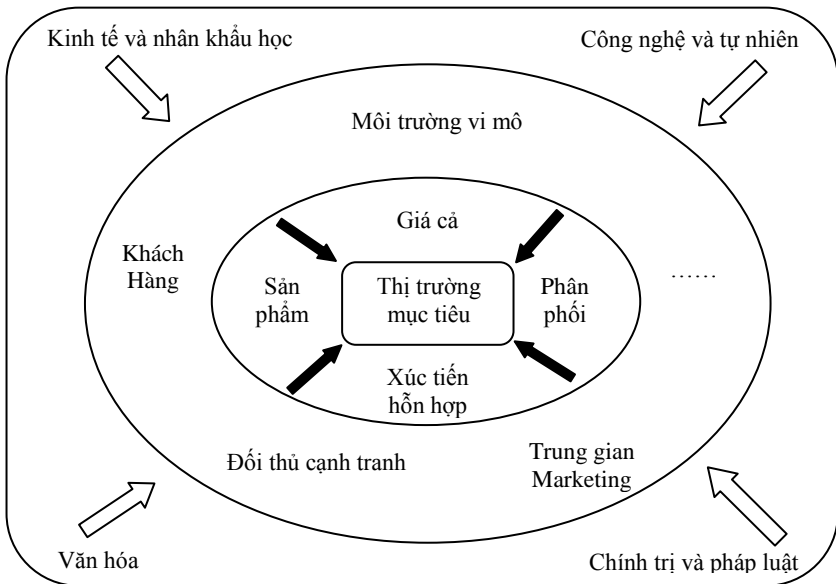 Kinh tế và nhân khẩu học
Công nghệ và tự nhiên
Môi trường vi mô
Giá cả
Khách
Hàng
Sản
phẩm
Thị trường
mục tiêu
Phân
phối
……
Xúc tiến
hỗn hợp
Đối thủ cạnh tranh
Trung gian
Marketing
Văn hóa
Chính trị và pháp luật